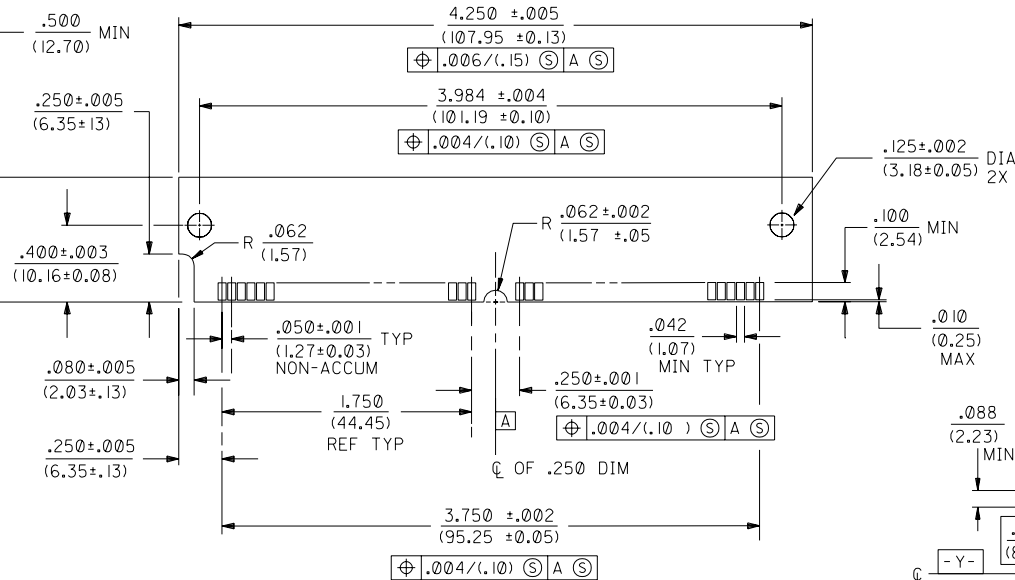 .500 MIN
(12.70)
4.250 ±.005
(107.95 ±0.13)
⌖ .006/(.15) Ⓢ A Ⓢ
.250±.005
(6.35±13)
3.984 ±.004
(101.19 ±0.10)
⌖ .004/(.10) Ⓢ A Ⓢ
.125±.002 DIA
(3.18±0.05) 2X
R .062
(1.57)
R .062±.002
(1.57 ±.05
.100 MIN
(2.54)
.400±.003
(10.16±0.08)
.050±.001 TYP
(1.27±0.03)
NON-ACCUM
.042
(1.07)
MIN TYP
.010
(0.25)
MAX
.080±.005
(2.03±.13)
1.750
(44.45)
REF TYP
A
.250±.001
(6.35±0.03)
⌖ .004/(.10 ) Ⓢ A Ⓢ
.088
(2.23)
MIN
.250±.005
(6.35±.13)
℄ OF .250 DIM
3.750 ±.002
(95.25 ±0.05)
⌖ .004/(.10) Ⓢ A Ⓢ
℄ -Y-